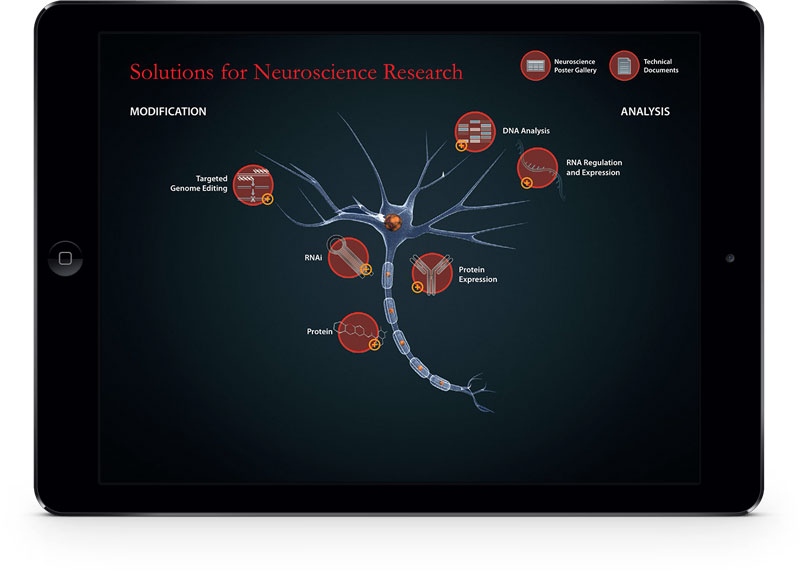 Solutions for Neuroscience Research
Neuroscience
Poster Gallery
Technical
Documents
MODIFICATION
ANALYSIS
DNA Analysis
RNA Regulation
and Expression
Targeted
Genome Editing
RNAi
Protein
Expression
Protein